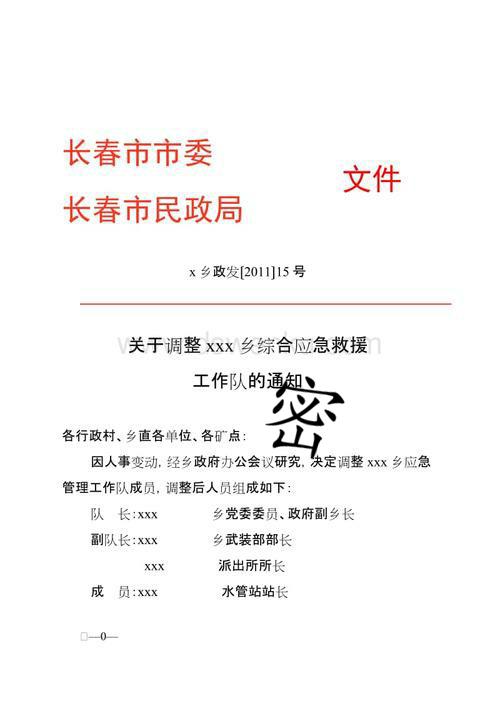 长春市市委
文件
长春市民政局
x 乡政发[2011]15 号
关于调整 xxx 乡综合应急救援
工作队的通知
密
各行政村、乡直各单位、各矿点：
因人事变动，经乡政府办公会议研究，决定调整 xxx 乡应急
管理工作队成员，调整后人员组成如下：
队 长：xxx 乡党委委员、政府副乡长
副队长：xxx 乡武装部部长
xxx 派出所所长
成 员：xxx 水管站站长
—0—